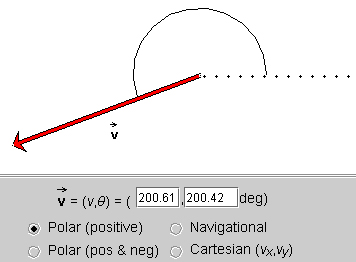 v
v = (v,θ) = ( 200.61 , 200.42 deg)
Polar (positive) Navigational
Polar (pos & neg) Cartesian (vx,vy)